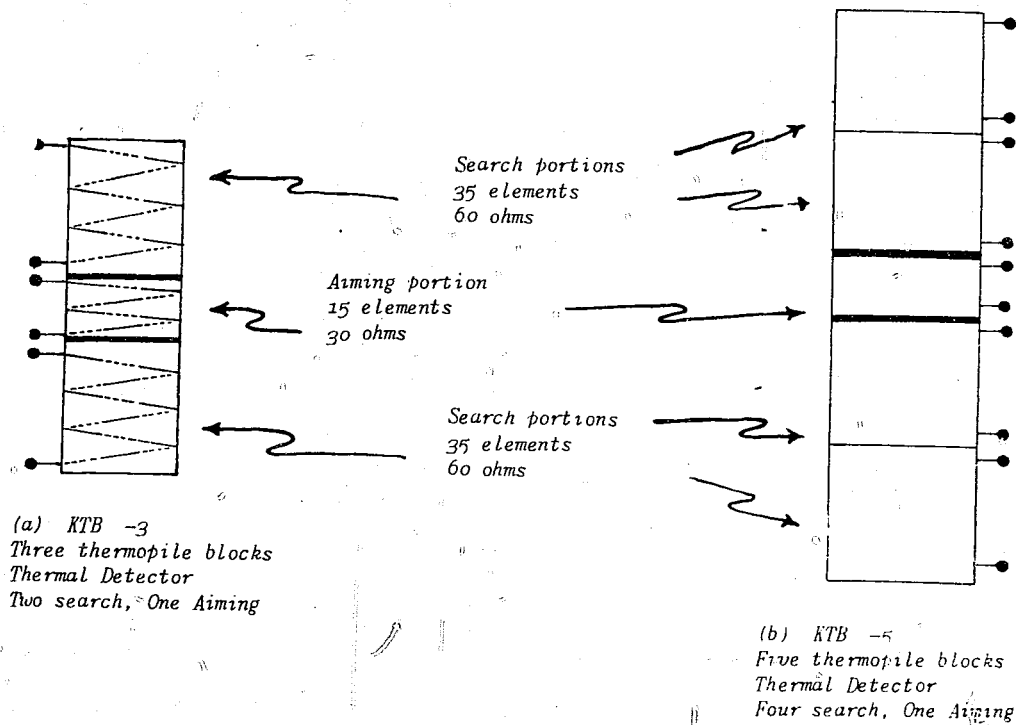 Search portions
35 elements
60 ohms
Aiming portion
15 elements
30 ohms
Search portions
35 elements
60 ohms
(a) KTB -3
Three thermopile blocks
Thermal Detector
Two search, One Aiming
(b) KTB -5
Five thermopile blocks
Thermal Detector
Four search, One Aiming